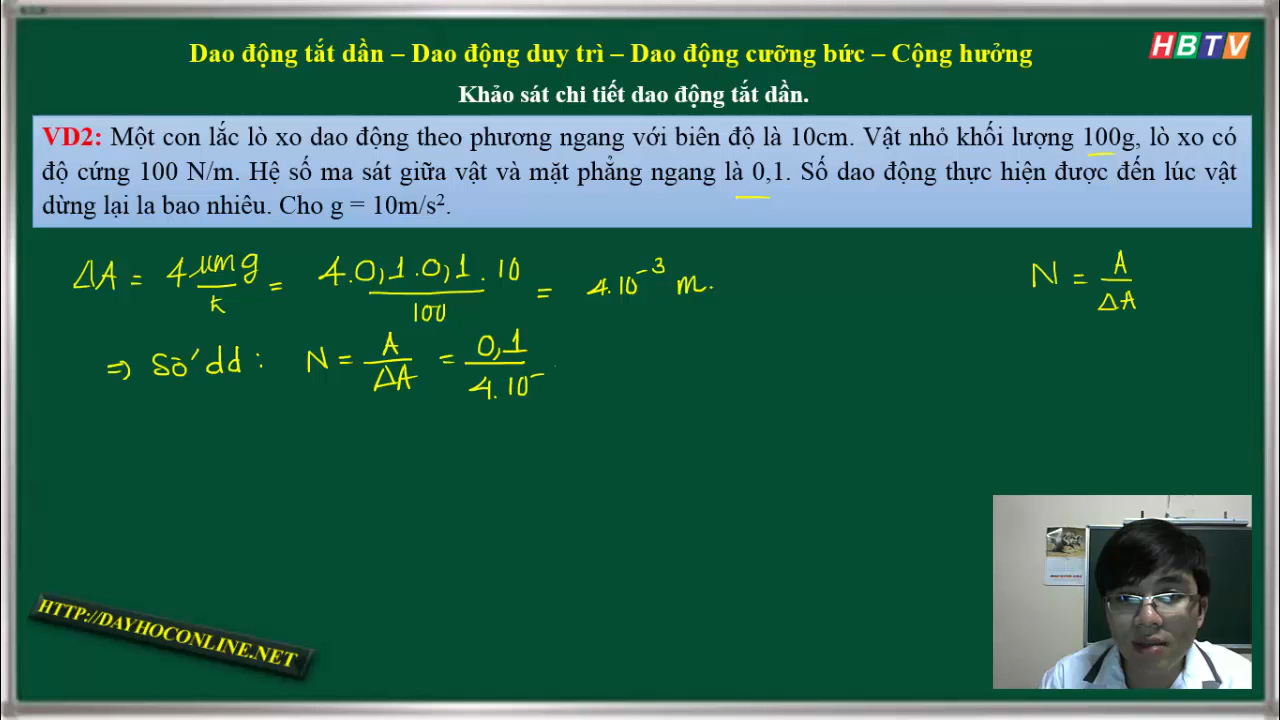 Dao động tắt dần – Dao động duy trì – Dao động cưỡng bức – Cộng hưởng
HBTV
Khảo sát chi tiết dao động tắt dần.
VD2: Một con lắc lò xo dao động theo phương ngang với biên độ là 10cm. Vật nhỏ khối lượng 100g, lò xo có
độ cứng 100 N/m. Hệ số ma sát giữa vật và mặt phẳng ngang là 0,1. Số dao động thực hiện được đến lúc vật
dừng lại la bao nhiêu. Cho g = 10m/s².
ΔA = 4μmg/k = 4.0,1.0,1.10/100 = 4.10⁻³ m.
N = A/ΔA
⇒ Số dd : N = A/ΔA = 0,1/4.10⁻
HTTP://DAYHOCONLINE.NET